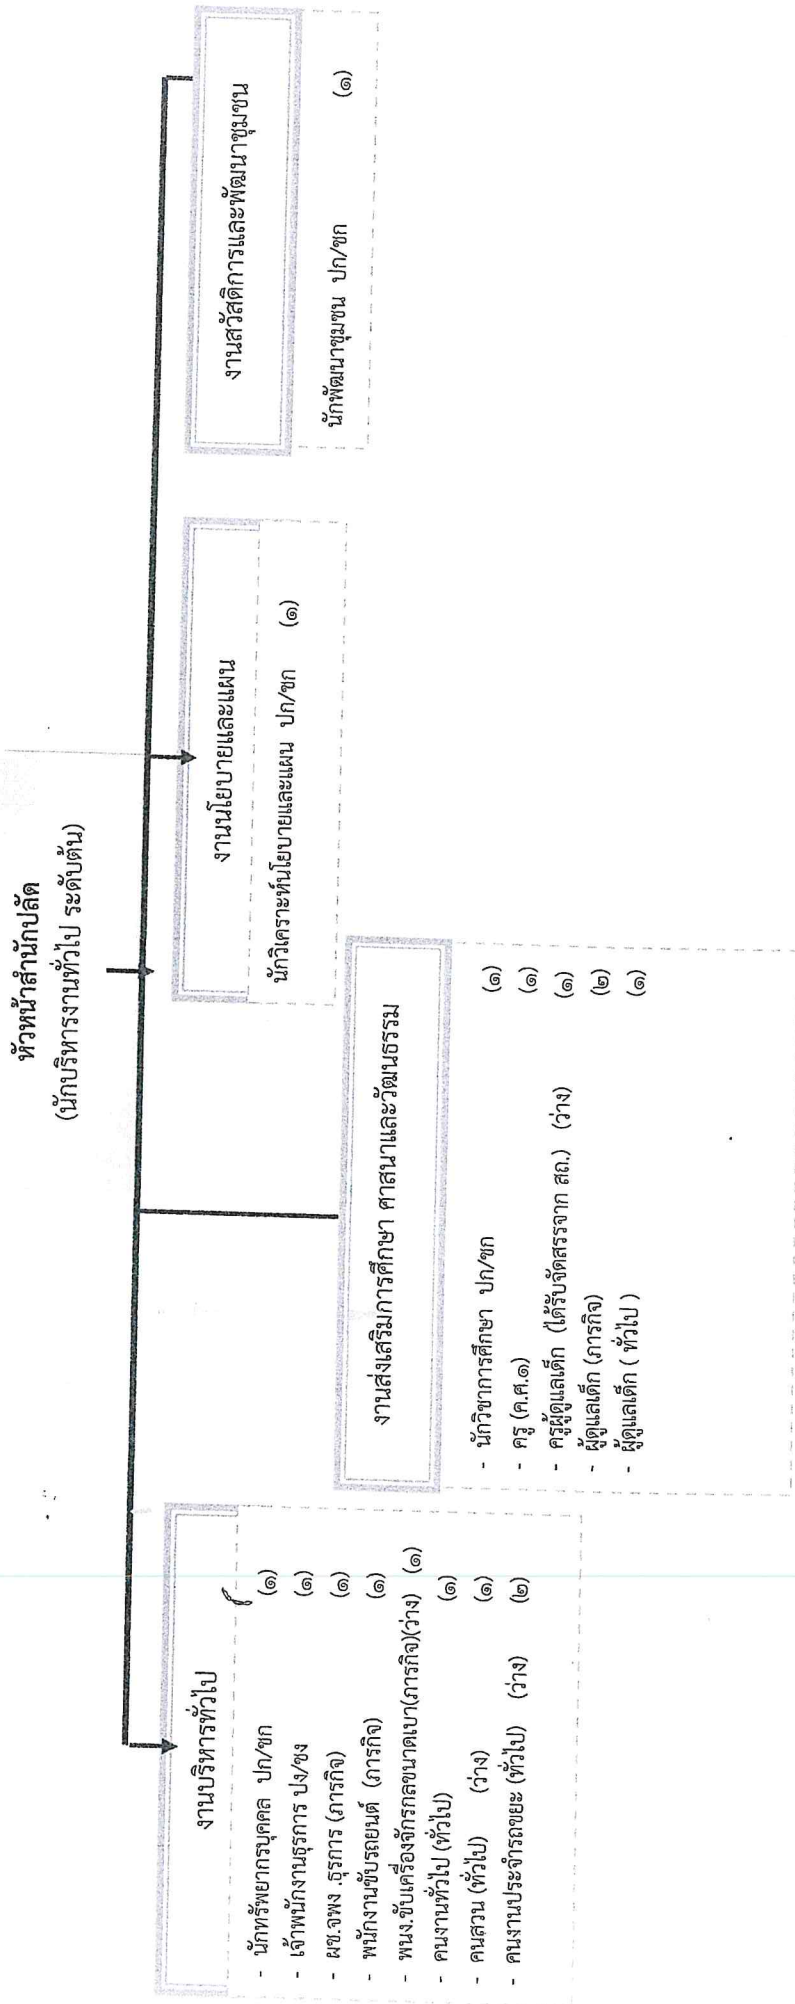 หัวหน้าสำนักปลัด
(นักบริหารงานทั่วไป ระดับต้น)
งานบริหารทั่วไป
- นักทรัพยากรบุคคล ปก/ชก (๑)
- เจ้าพนักงานธุรการ ปง/ชง (๑)
- ผช.จพง .ธุรการ (ภารกิจ) (๑)
- พนักงานขับรถยนต์ (ภารกิจ) (๑)
- พนง.ขับเครื่องจักรกลขนาดเบา(ภารกิจ)(ว่าง) (๑)
- คนงานทั่วไป (ทั่วไป) (๑)
- คนสวน (ทั่วไป) (ว่าง) (๑)
- คนงานประจำรถขยะ (ทั่วไป) (ว่าง) (๒)
งานส่งเสริมการศึกษา ศาสนาและวัฒนธรรม
- นักวิชาการศึกษา ปก/ชก (๑)
- ครู (ค.ศ.๑) (๑)
- ครูผู้ดูแลเด็ก (ได้รับจัดสรรจาก สถ.) (ว่าง) (๑)
- ผู้ดูแลเด็ก (ภารกิจ) (๒)
- ผู้ดูแลเด็ก ( ทั่วไป ) (๑)
งานนโยบายและแผน
นักวิเคราะห์นโยบายและแผน ปก/ชก (๑)
งานสวัสดิการและพัฒนาชุมชน
นักพัฒนาชุมชน ปก/ชก (๑)